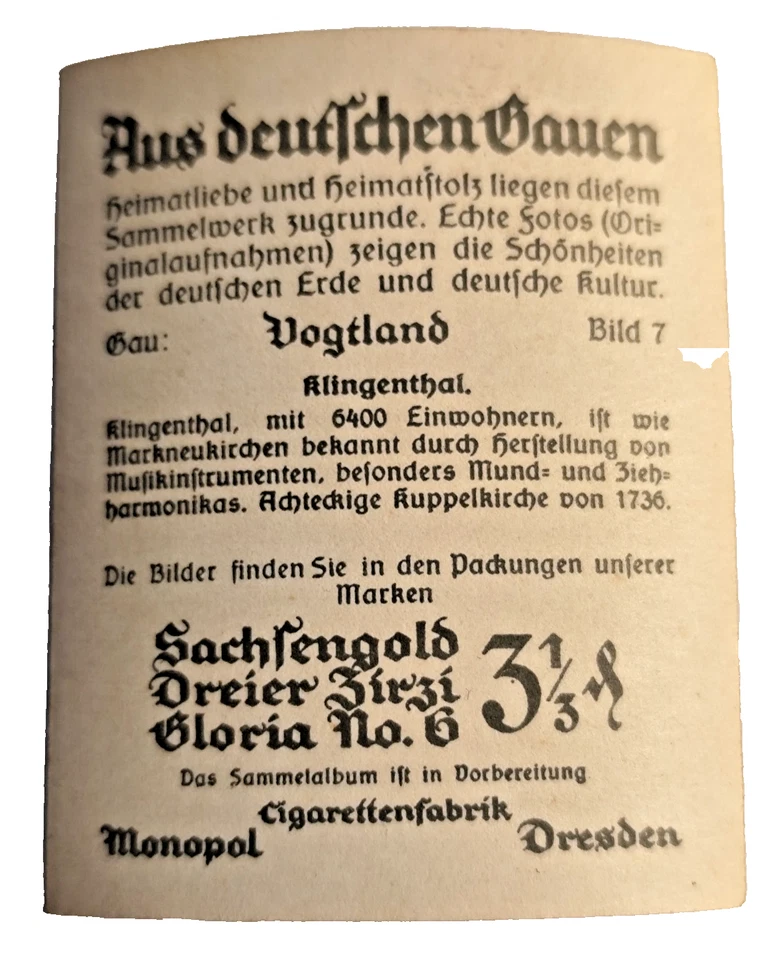 Aus deutschen Gauen
Heimatliebe und Heimatstolz liegen diesem
Sammelwerk zugrunde. Echte Fotos (Ori=
ginalaufnahmen) zeigen die Schönheiten
der deutschen Erde und deutsche Kultur.
Gau: Vogtland Bild 7
Klingenthal.
Klingenthal, mit 6400 Einwohnern, ist wie
Markneukirchen bekannt durch Herstellung von
Musikinstrumenten, besonders Mund= und Zieh=
harmonikas. Achteckige Kuppelkirche von 1736.
Die Bilder finden Sie in den Packungen unserer
Marken
Sachsengold
Dreier Zirzi 3 1/3 ₰
Gloria No. 6
Das Sammelalbum ist in Vorbereitung
Cigarettenfabrik
Monopol Dresden